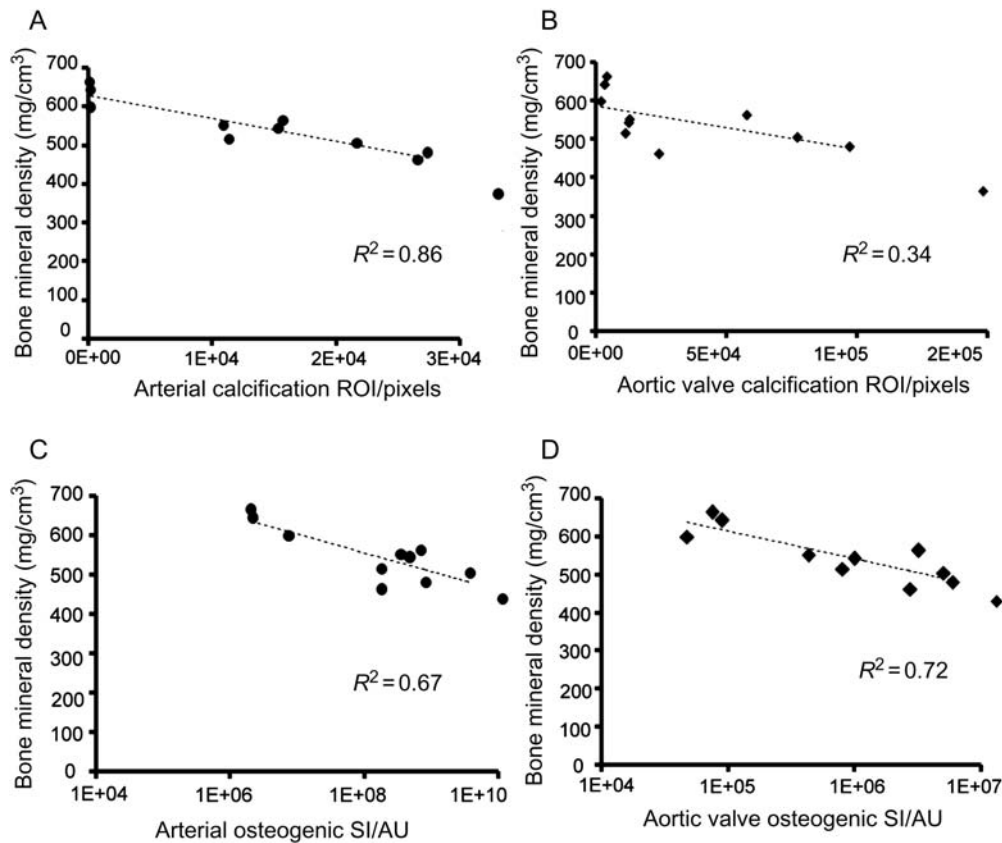 A
Bone mineral density (mg/cm³)
700
600
500
400
300
200
100
0
0E+00 1E+04 2E+04 3E+04
R² = 0.86
Arterial calcification ROI/pixels
B
Bone mineral density (mg/cm³)
700
600
500
400
300
200
100
0
0E+00 5E+04 1E+05 2E+05
R² = 0.34
Aortic valve calcification ROI/pixels
C
Bone mineral density (mg/cm³)
700
600
500
400
300
200
100
0
1E+04 1E+06 1E+08 1E+10
R² = 0.67
Arterial osteogenic SI/AU
D
Bone mineral density (mg/cm³)
700
600
500
400
300
200
100
0
1E+04 1E+05 1E+06 1E+07
R² = 0.72
Aortic valve osteogenic SI/AU